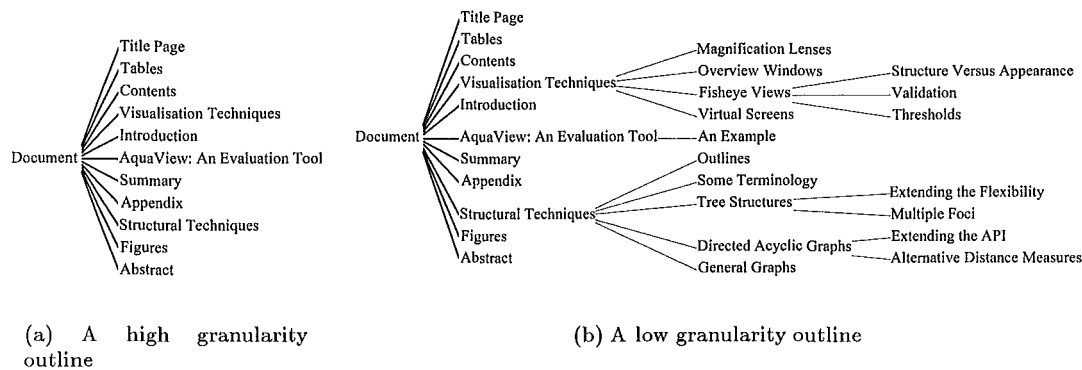 Document
Title Page
Tables
Contents
Visualisation Techniques
Introduction
AquaView: An Evaluation Tool
Summary
Appendix
Structural Techniques
Figures
Abstract
(a) A high granularity
outline
Document
Title Page
Tables
Contents
Visualisation Techniques
Introduction
AquaView: An Evaluation Tool
Summary
Appendix
Structural Techniques
Figures
Abstract
Magnification Lenses
Overview Windows
Fisheye Views
Virtual Screens
An Example
Outlines
Some Terminology
Tree Structures
Directed Acyclic Graphs
General Graphs
Structure Versus Appearance
Validation
Thresholds
Extending the Flexibility
Multiple Foci
Extending the API
Alternative Distance Measures
(b) A low granularity outline